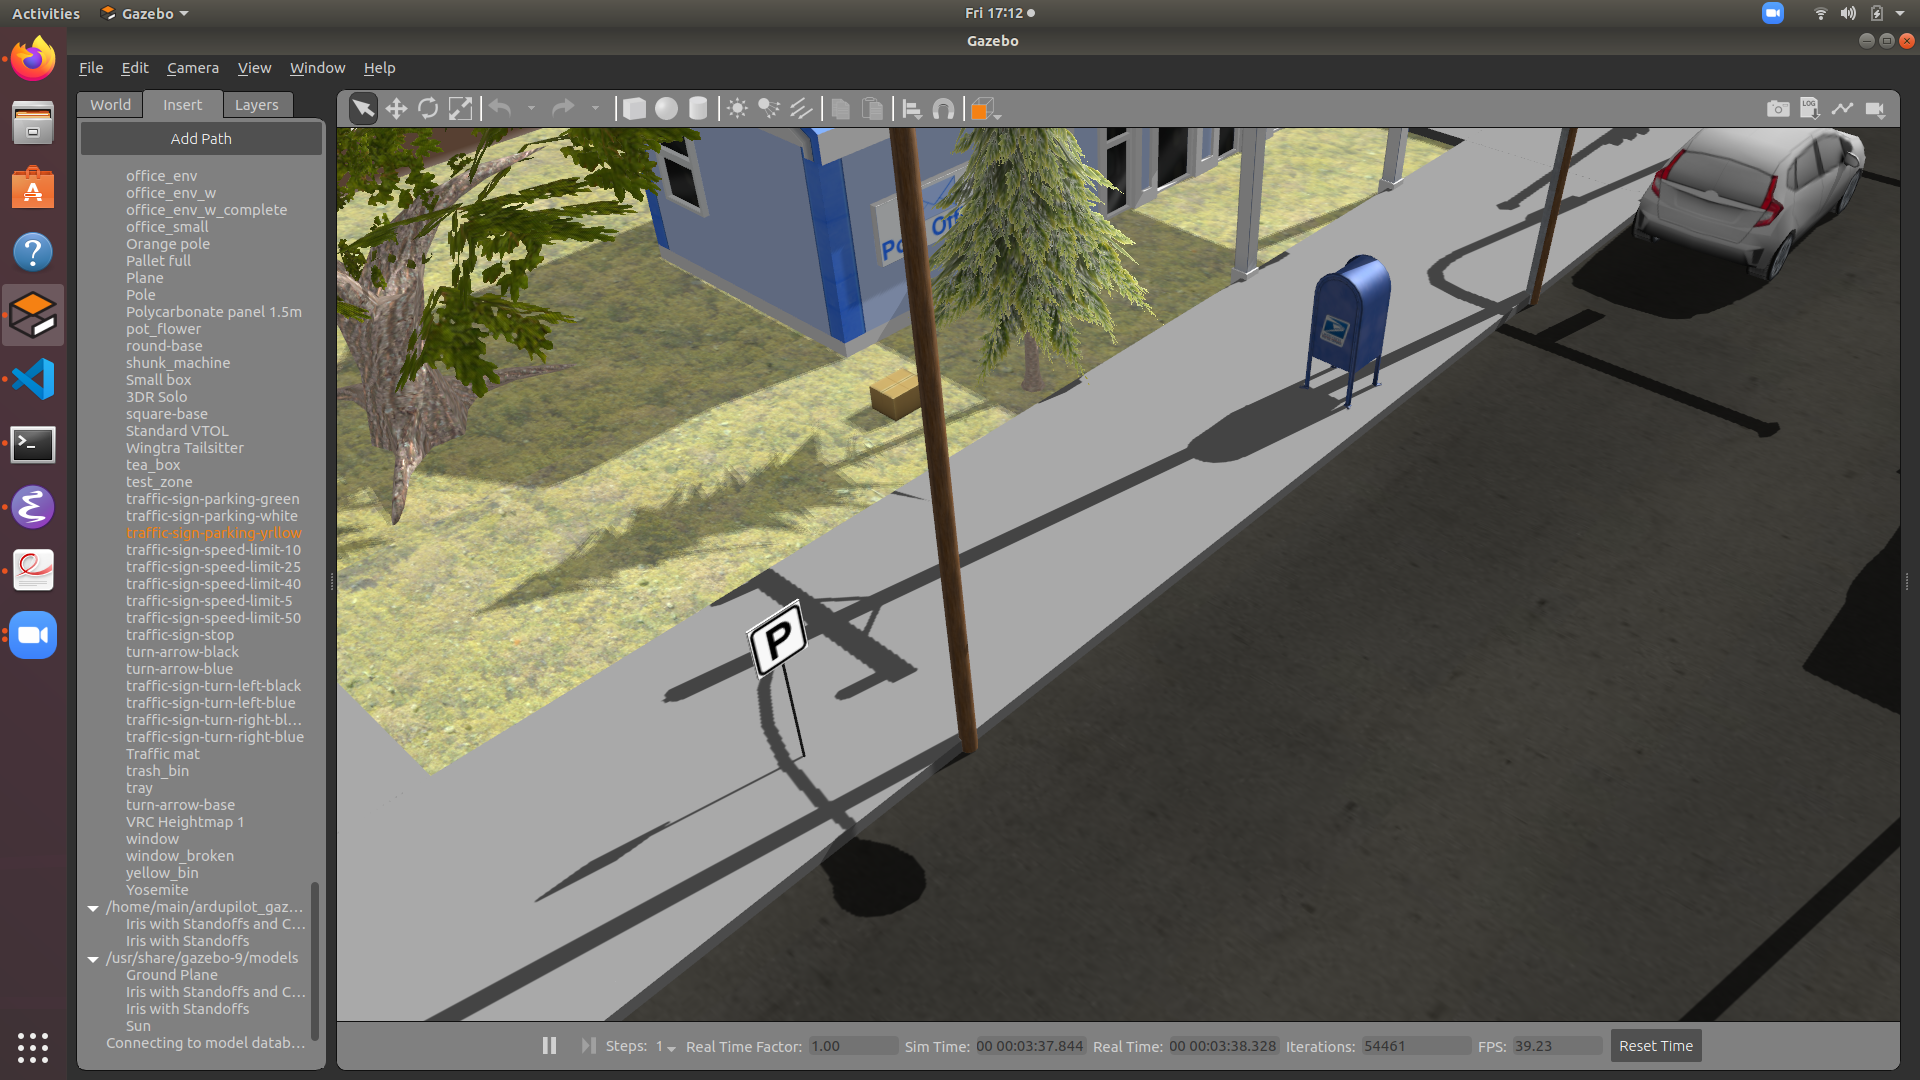 Activities
Gazebo
Fri 17:12
Gazebo
File Edit Camera View Window Help
World Insert Layers
Add Path
LOG
office_env
office_env_w
office_env_w_complete
office_small
Orange pole
Pallet full
Plane
Pole
Polycarbonate panel 1.5m
pot_flower
round-base
shunk_machine
Small box
3DR Solo
square-base
Standard VTOL
Wingtra Tailsitter
tea_box
test_zone
traffic-sign-parking-green
traffic-sign-parking-white
traffic-sign-parking-yrllow
traffic-sign-speed-limit-10
traffic-sign-speed-limit-25
traffic-sign-speed-limit-40
traffic-sign-speed-limit-5
traffic-sign-speed-limit-50
traffic-sign-stop
turn-arrow-black
turn-arrow-blue
traffic-sign-turn-left-black
traffic-sign-turn-left-blue
traffic-sign-turn-right-bl...
traffic-sign-turn-right-blue
Traffic mat
trash_bin
tray
turn-arrow-base
VRC Heightmap 1
window
window_broken
yellow_bin
Yosemite
/home/main/ardupilot_gaz...
Iris with Standoffs and C...
Iris with Standoffs
/usr/share/gazebo-9/models
Ground Plane
Iris with Standoffs and C...
Iris with Standoffs
Sun
Connecting to model datab...
P
Steps: 1 Real Time Factor: 1.00 Sim Time: 00 00:03:37.844 Real Time: 00 00:03:38.328 Iterations: 54461 FPS: 39.23 Reset Time